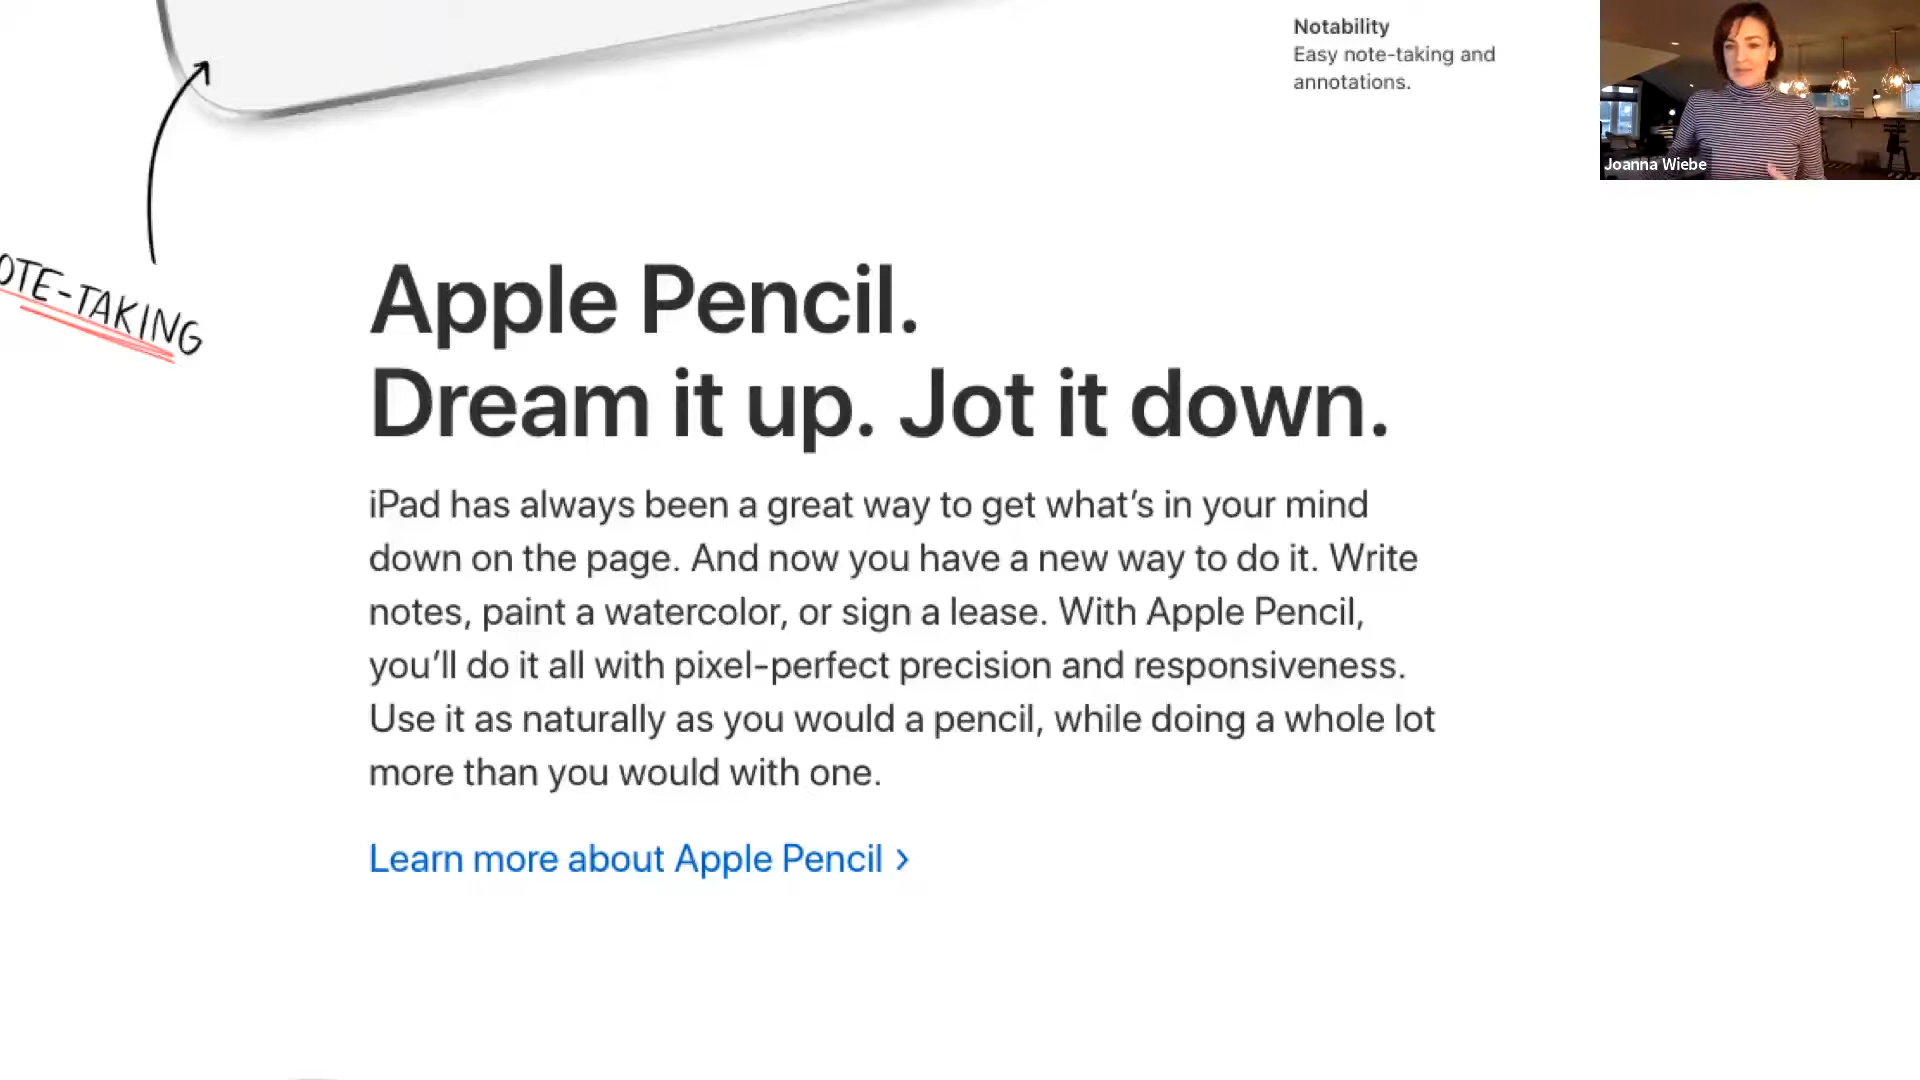 Notability
Easy note-taking and
annotations.
Joanna Wiebe
OTE-TAKING
Apple Pencil.
Dream it up. Jot it down.
iPad has always been a great way to get what’s in your mind
down on the page. And now you have a new way to do it. Write
notes, paint a watercolor, or sign a lease. With Apple Pencil,
you’ll do it all with pixel-perfect precision and responsiveness.
Use it as naturally as you would a pencil, while doing a whole lot
more than you would with one.
Learn more about Apple Pencil >